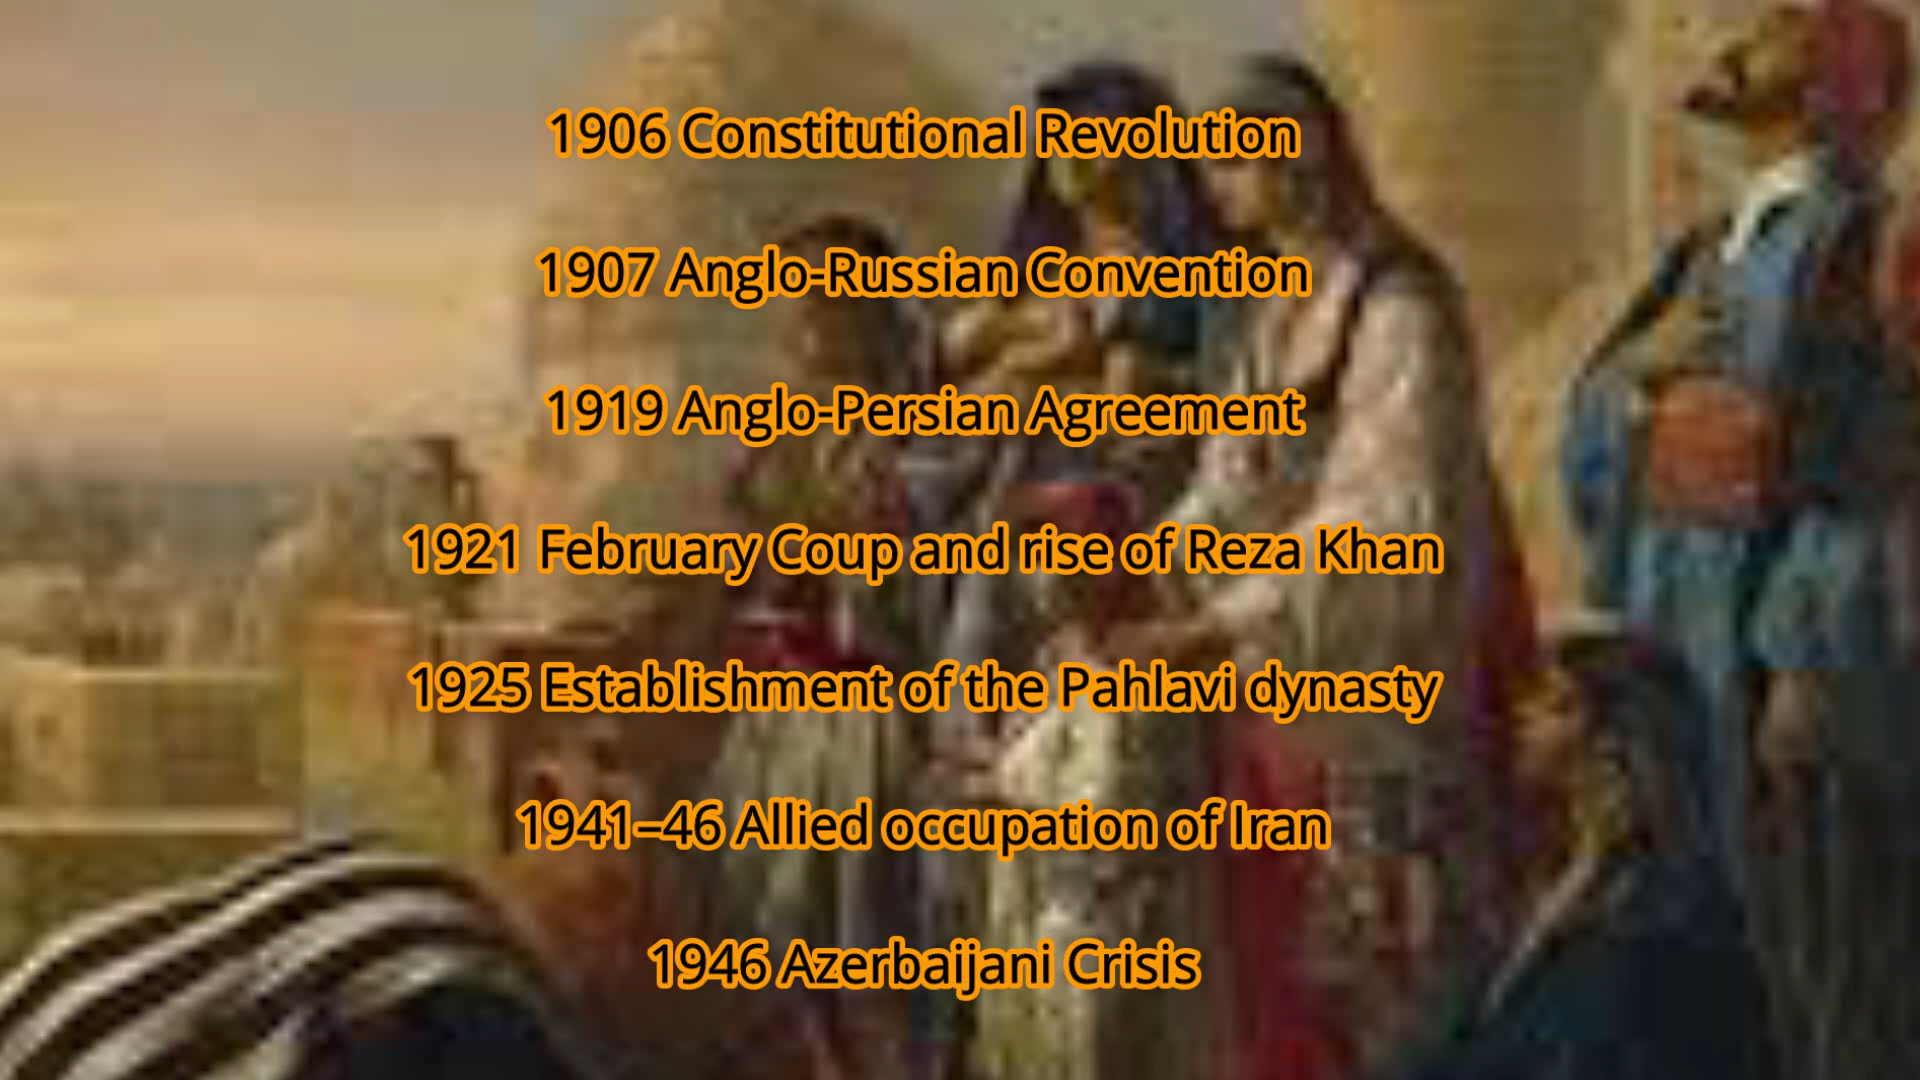 1906 Constitutional Revolution
1907 Anglo-Russian Convention
1919 Anglo-Persian Agreement
1921 February Coup and rise of Reza Khan
1925 Establishment of the Pahlavi dynasty
1941–46 Allied occupation of Iran
1946 Azerbaijani Crisis